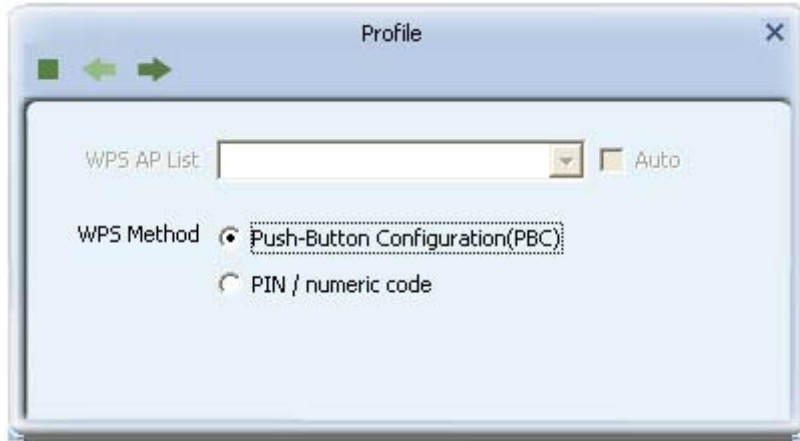 Profile
WPS AP List Auto
WPS Method Push-Button Configuration(PBC)
PIN / numeric code